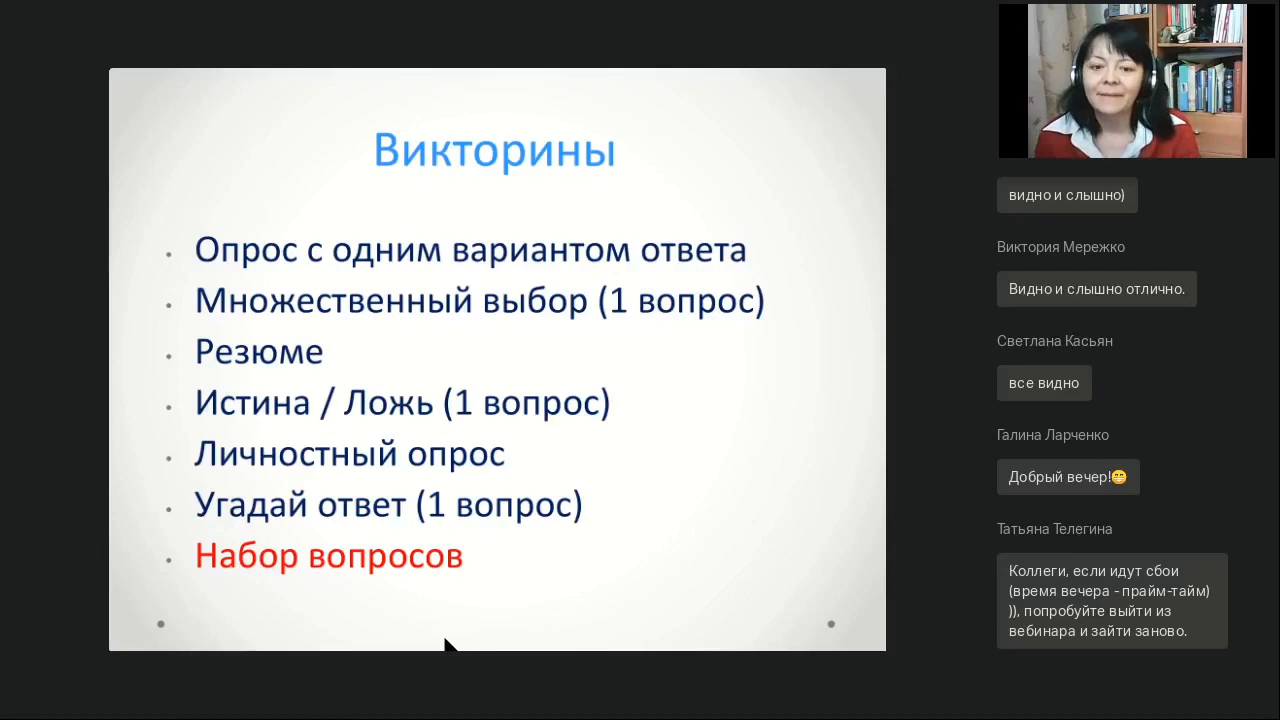 Викторины
Опрос с одним вариантом ответа
Множественный выбор (1 вопрос)
Резюме
Истина / Ложь (1 вопрос)
Личностный опрос
Угадай ответ (1 вопрос)
Набор вопросов
видно и слышно)
Виктория Мережко
Видно и слышно отлично.
Светлана Касьян
все видно
Галина Ларченко
Добрый вечер!😁
Татьяна Телегина
Коллеги, если идут сбои
(время вечера - прайм-тайм)
)), попробуйте выйти из
вебинара и зайти заново.